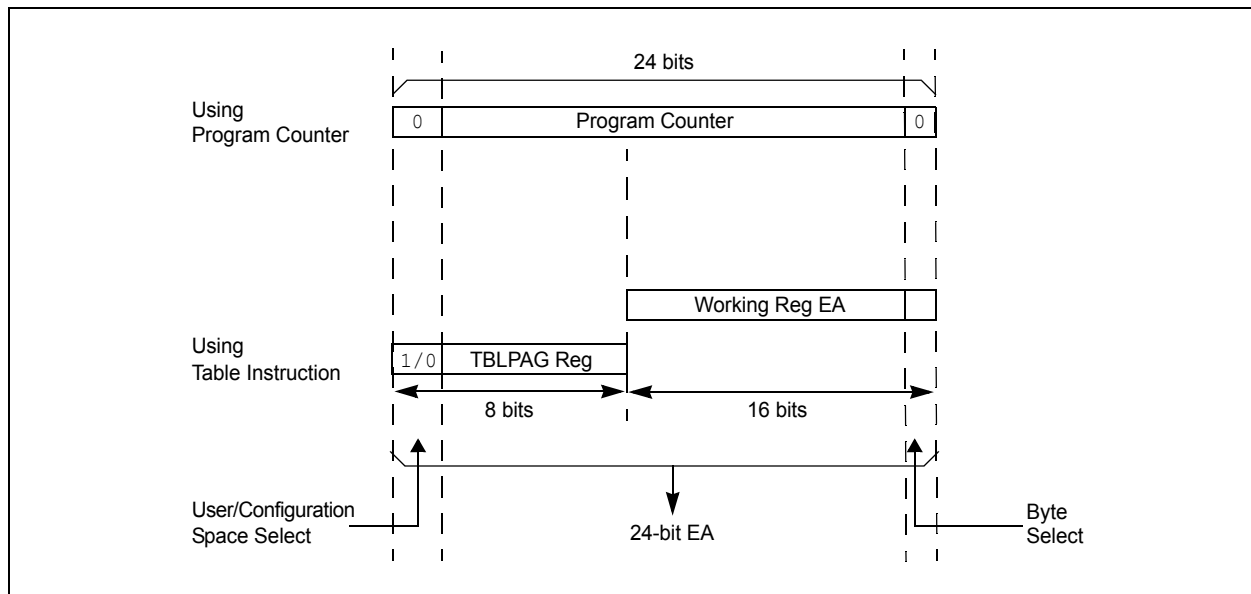 24 bits
Using
Program Counter
0
Program Counter
0
Working Reg EA
Using
Table Instruction
1/0
TBLPAG Reg
8 bits
16 bits
User/Configuration
Space Select
24-bit EA
Byte
Select